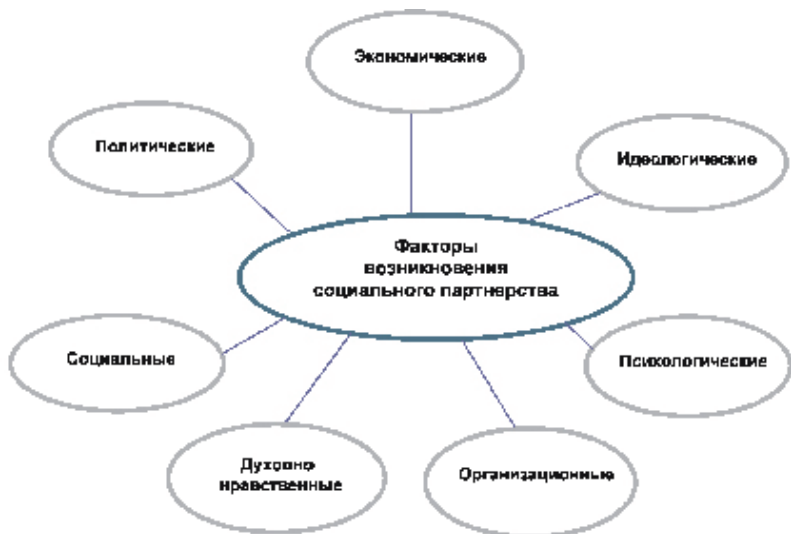 Экономические
Политические
Идеологические
Факторы
возникновения
социального партнерства
Социальные
Психологические
Духовно
нравственные
Организационные